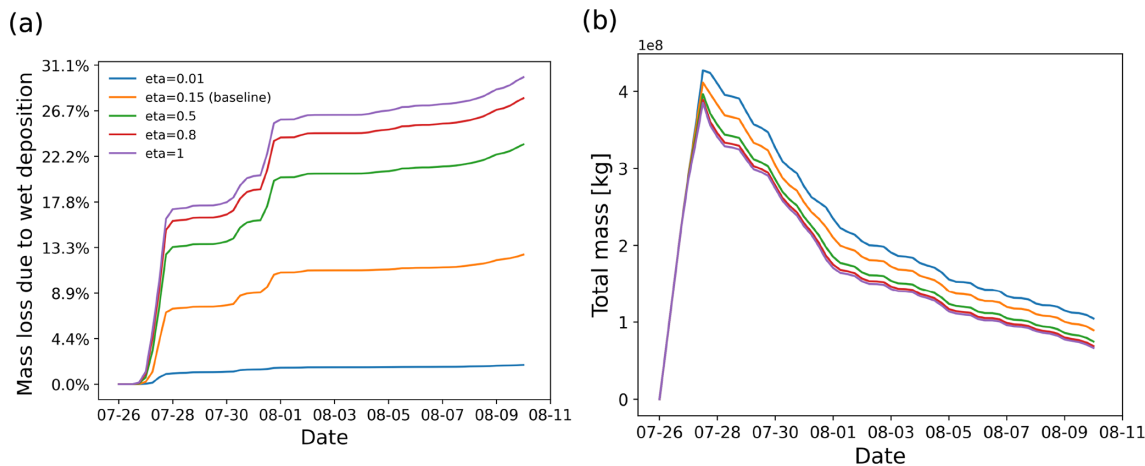 (a)
Mass loss due to wet deposition
31.1%
26.7%
22.2%
17.8%
13.3%
8.9%
4.4%
0.0%
eta=0.01
eta=0.15 (baseline)
eta=0.5
eta=0.8
eta=1
07-26 07-28 07-30 08-01 08-03 08-05 08-07 08-09 08-11
Date
(b)
1e8
Total mass [kg]
4
3
2
1
0
07-26 07-28 07-30 08-01 08-03 08-05 08-07 08-09 08-11
Date